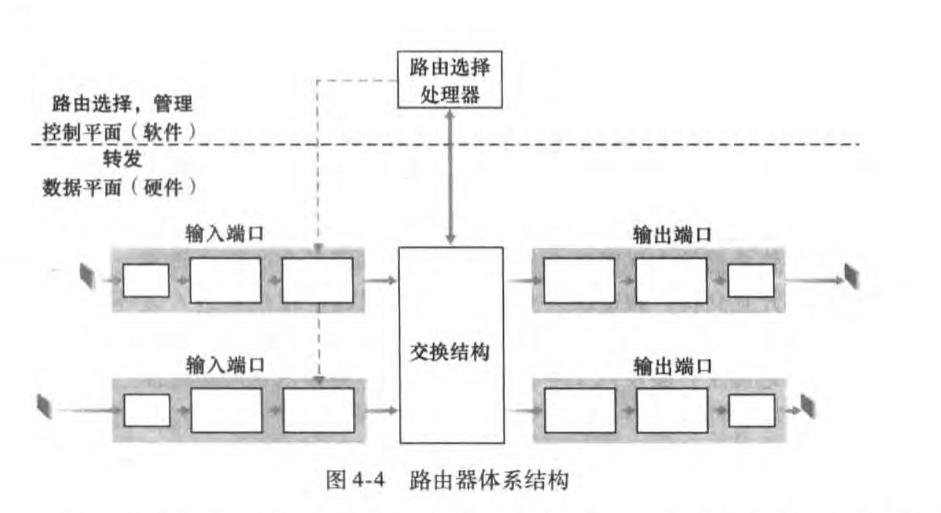 路由选择
处理器
路由选择，管理
控制平面（软件）
转发
数据平面（硬件）
输入端口
输出端口
交换结构
输入端口
输出端口
图4-4 路由器体系结构